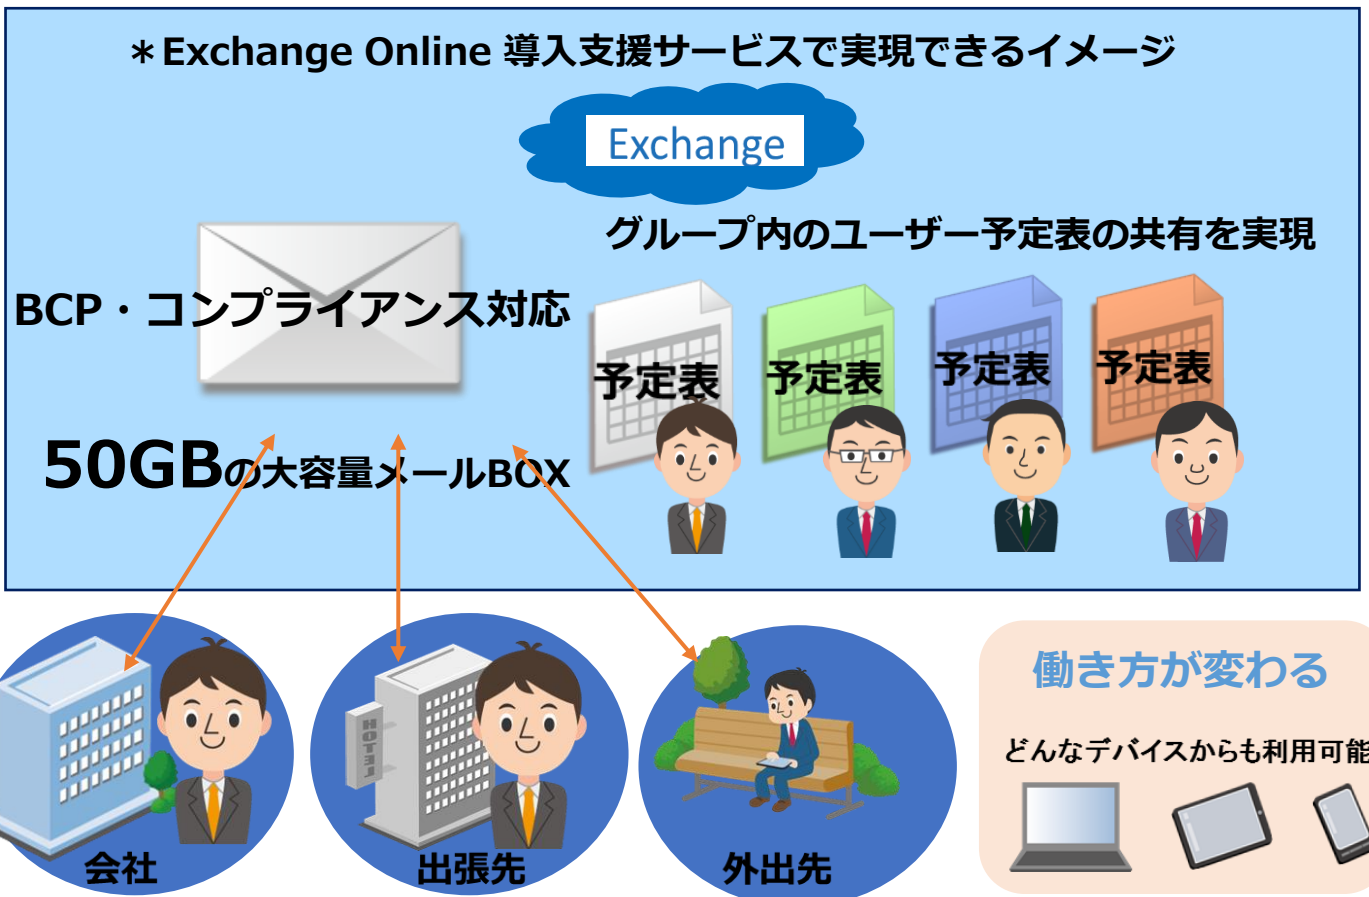 ＊Exchange Online 導入支援サービスで実現できるイメージ
Exchange
グループ内のユーザー予定表の共有を実現
BCP・コンプライアンス対応
予定表
予定表
予定表
予定表
50GBの大容量メールBOX
HOTEL
会社
出張先
外出先
働き方が変わる
どんなデバイスからも利用可能